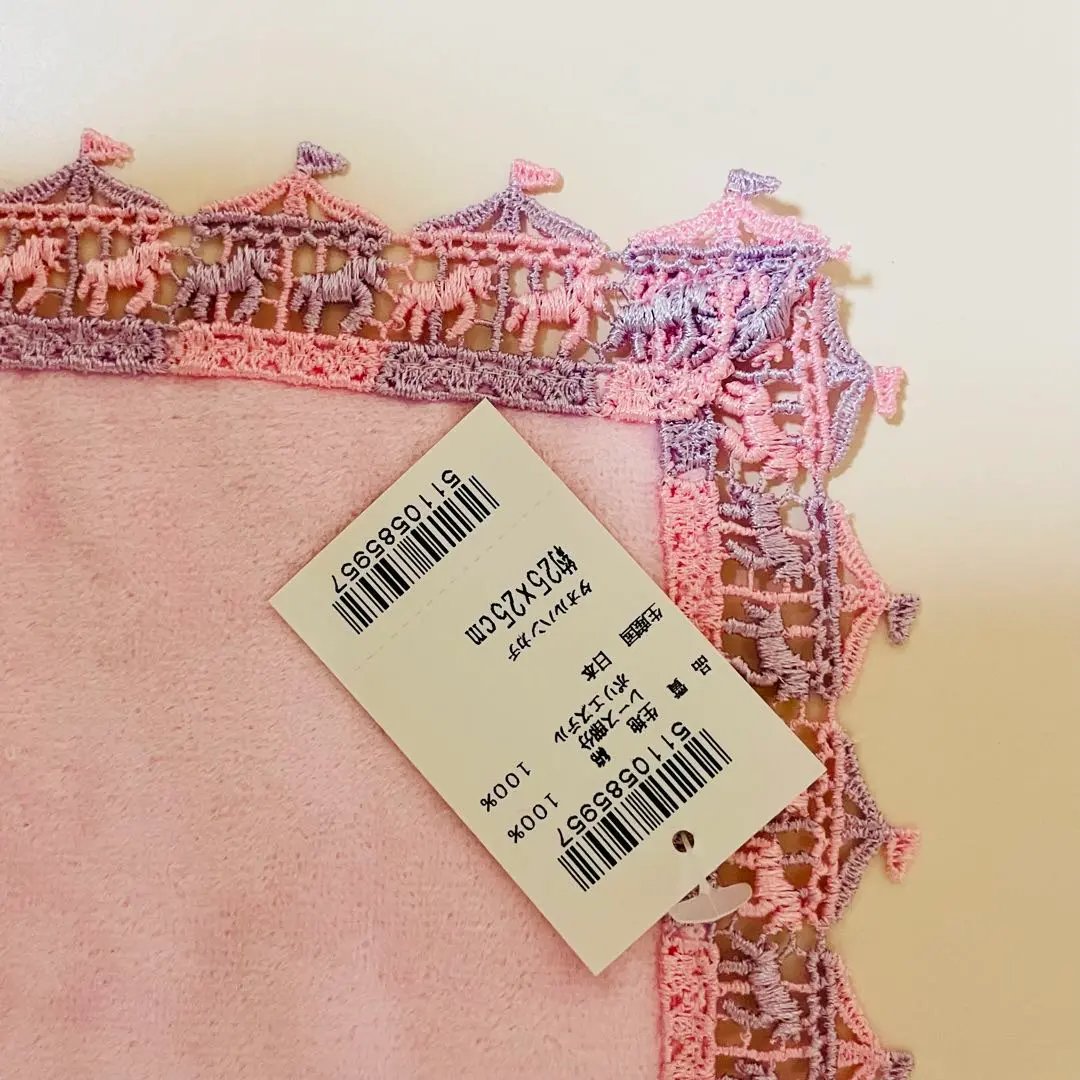 5110585957
品質 生地 綿 100%
レース部分
ポリエステル 100%
生産国 日本
タオルハンカチ
約25X25cm
5110585957